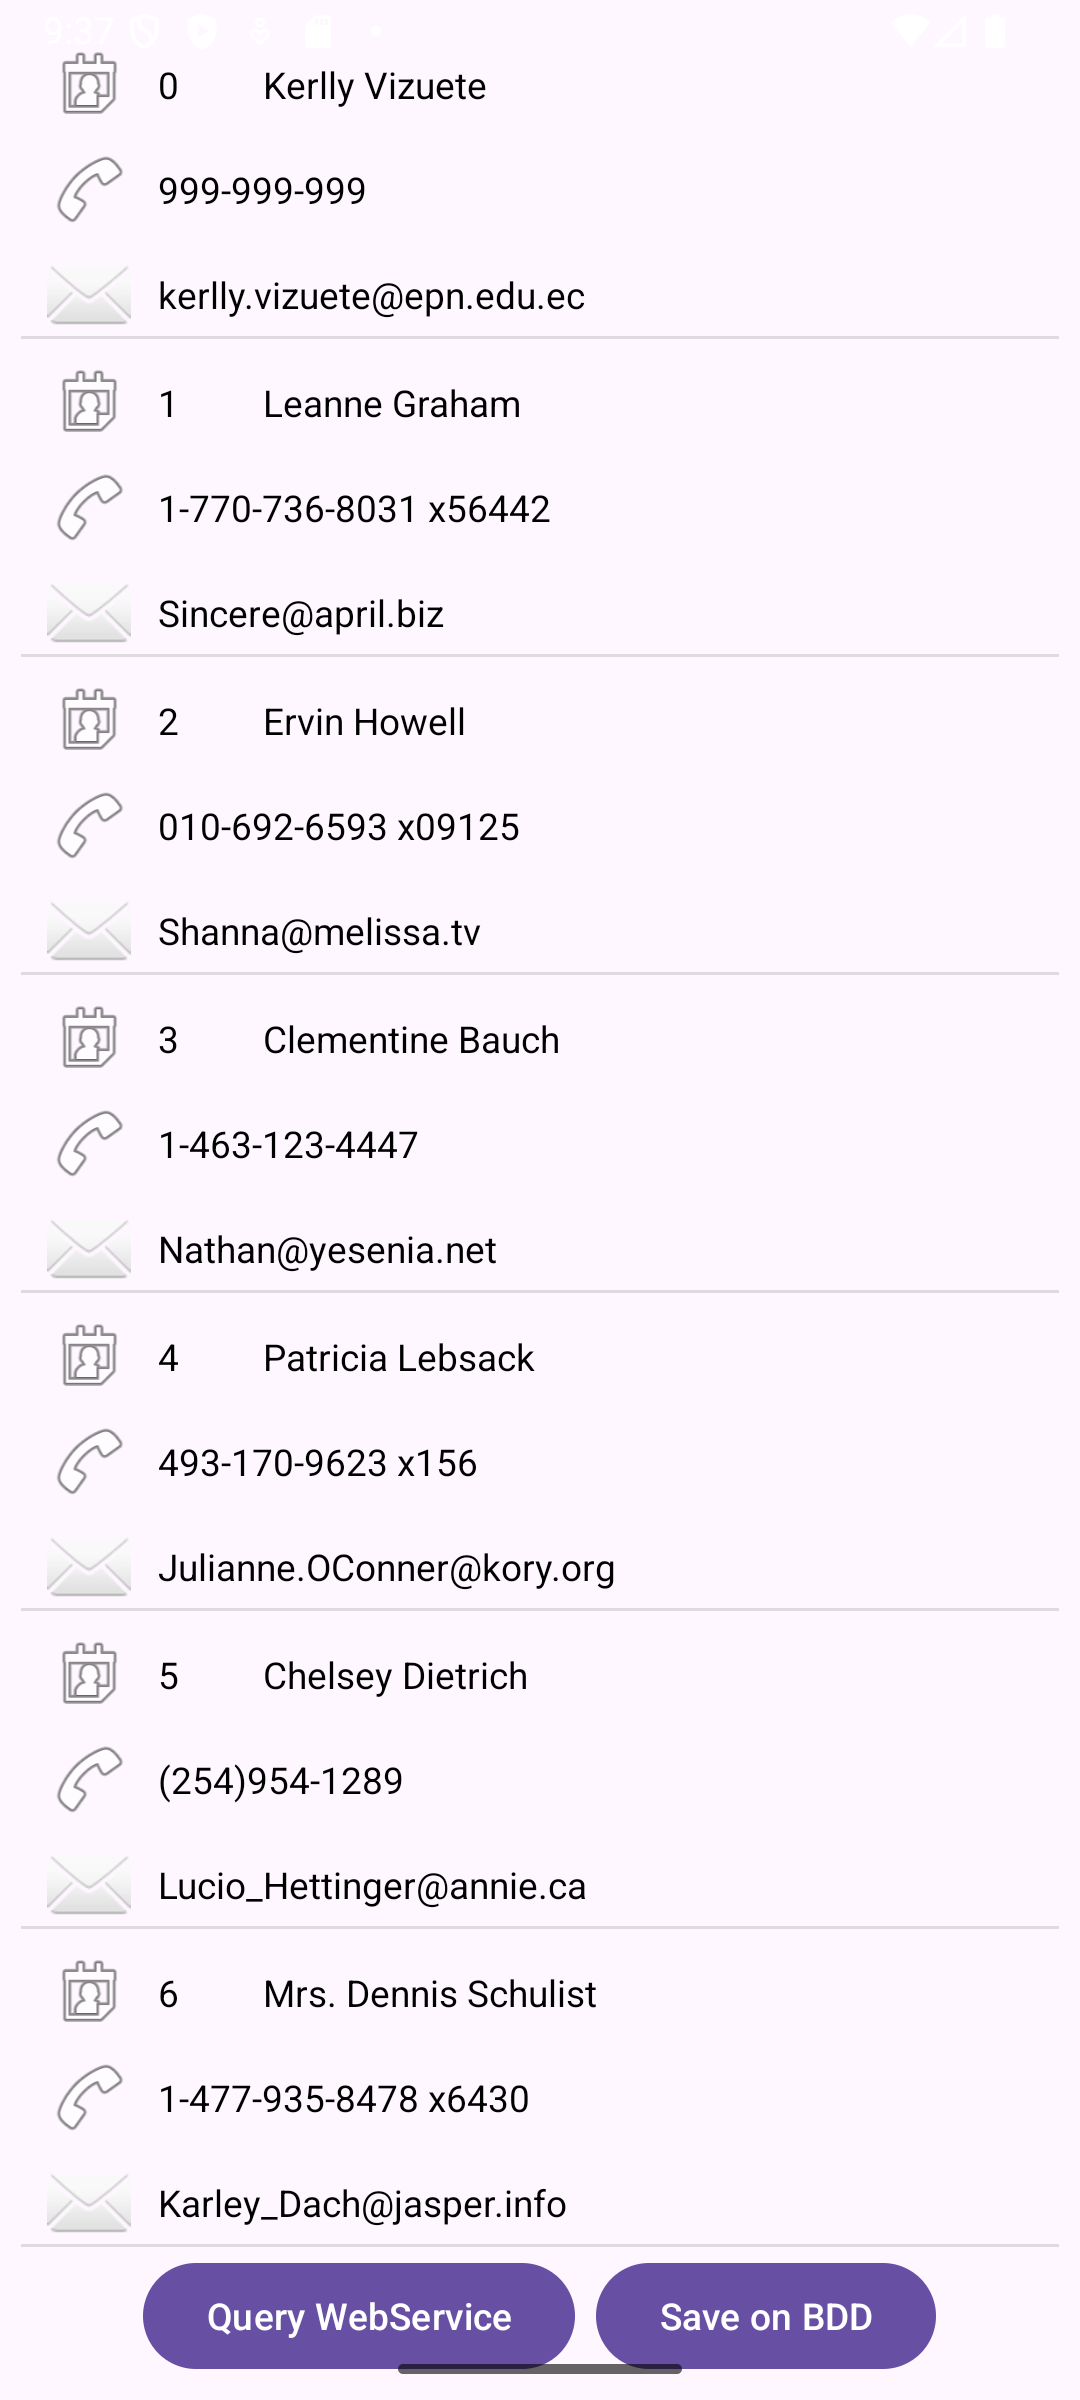 9:37
0 Kerlly Vizuete
999-999-999
kerlly.vizuete@epn.edu.ec
1 Leanne Graham
1-770-736-8031 x56442
Sincere@april.biz
2 Ervin Howell
010-692-6593 x09125
Shanna@melissa.tv
3 Clementine Bauch
1-463-123-4447
Nathan@yesenia.net
4 Patricia Lebsack
493-170-9623 x156
Julianne.OConner@kory.org
5 Chelsey Dietrich
(254)954-1289
Lucio_Hettinger@annie.ca
6 Mrs. Dennis Schulist
1-477-935-8478 x6430
Karley_Dach@jasper.info
Query WebService Save on BDD